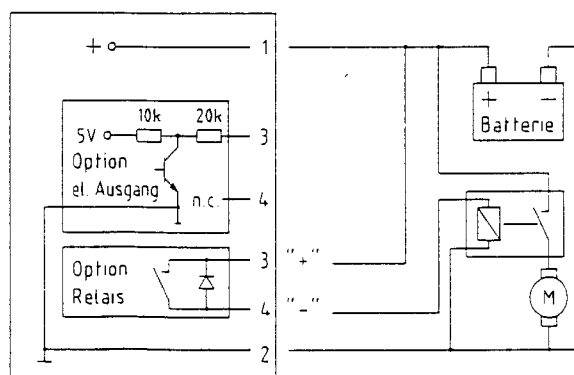 + 1
10k 20k
5V 3
Option
el. Ausgang n.c. 4
+ -
Batterie
Option
Relais
3 "+"
4 "-"
M
2